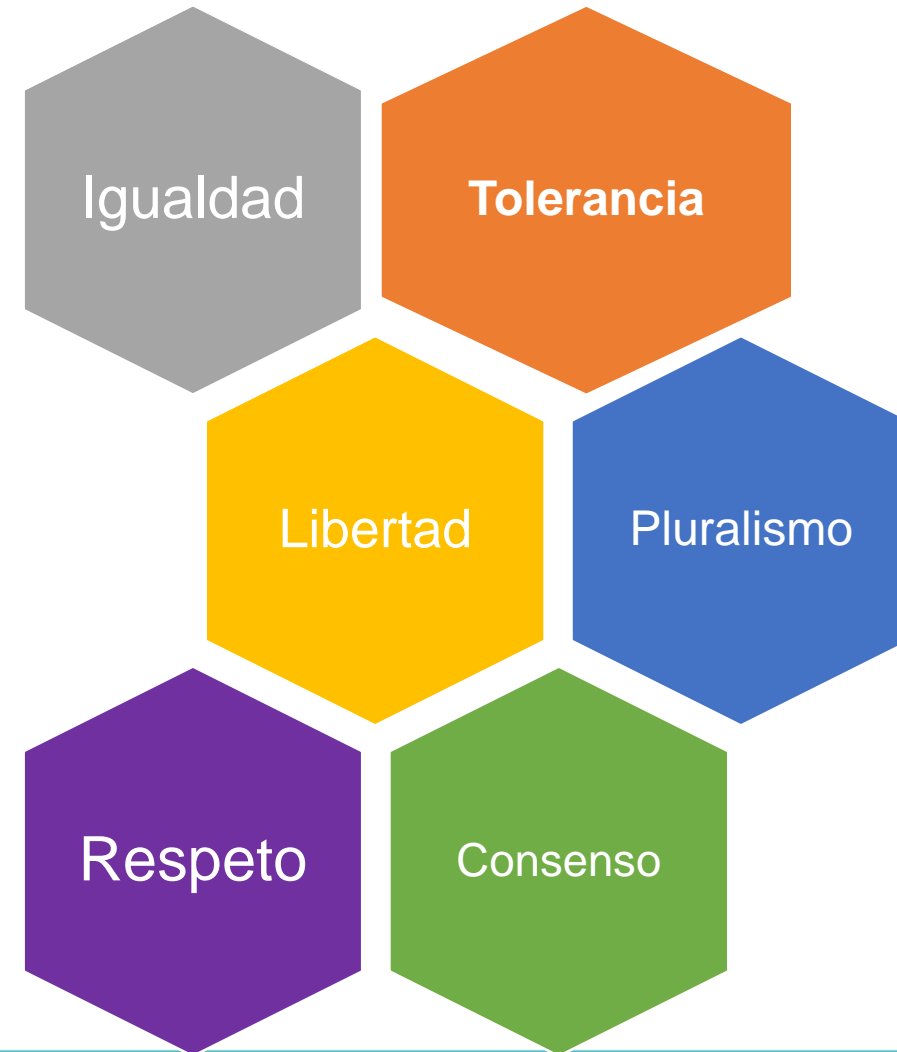 Igualdad
Tolerancia
Libertad
Pluralismo
Respeto
Consenso